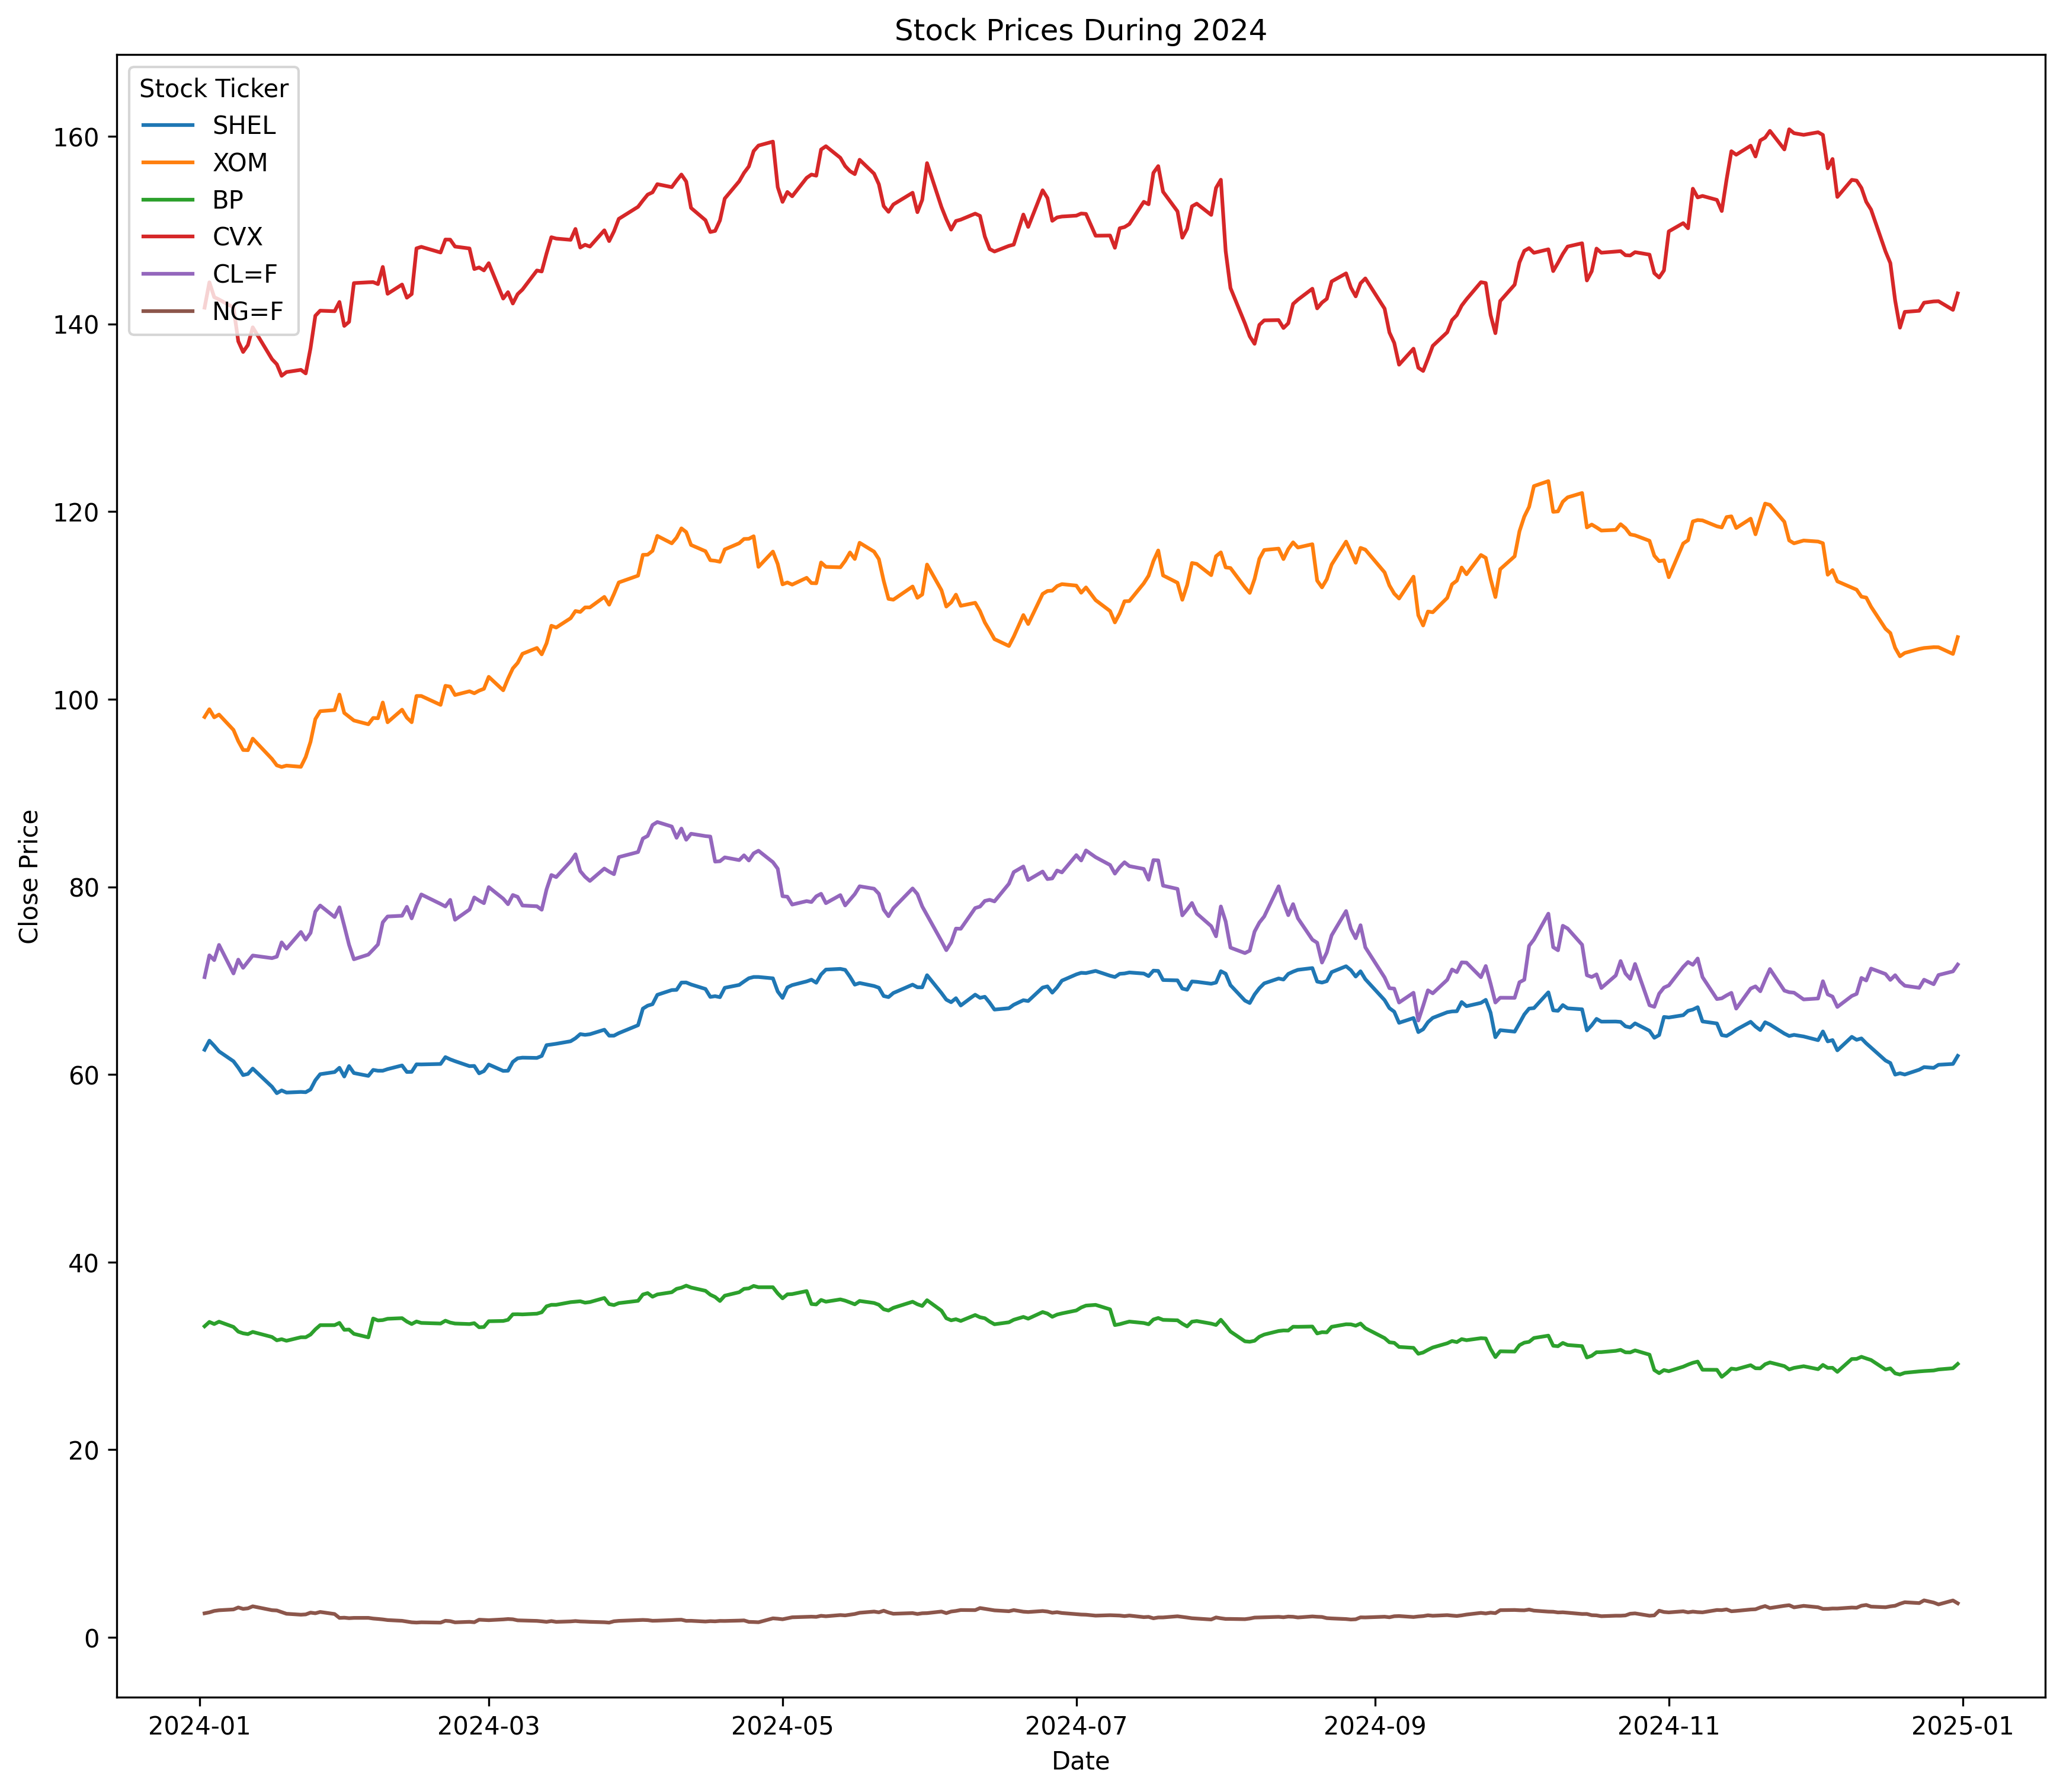 Stock Prices During 2024
Stock Ticker
SHEL
XOM
BP
CVX
CL=F
NG=F
Close Price
160
140
120
100
80
60
40
20
0
2024-01
2024-03
2024-05
2024-07
2024-09
2024-11
2025-01
Date